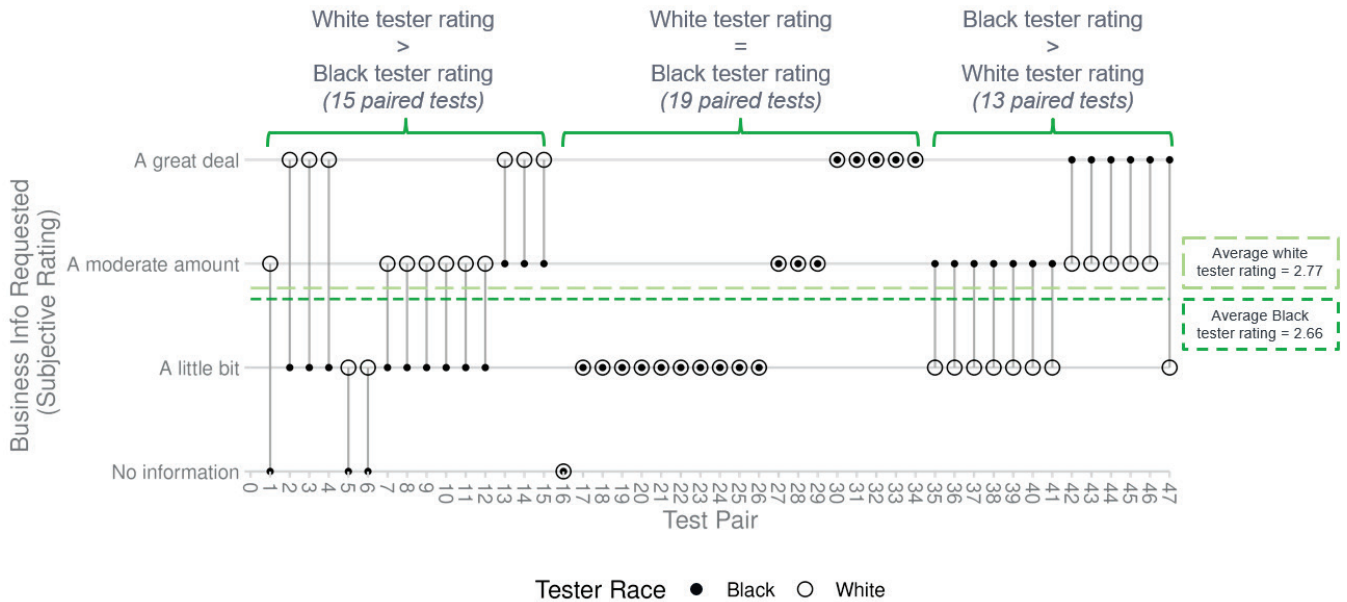 White tester rating
>
Black tester rating
(15 paired tests)
White tester rating
=
Black tester rating
(19 paired tests)
Black tester rating
>
White tester rating
(13 paired tests)
Business Info Requested
(Subjective Rating)
A great deal
A moderate amount
A little bit
No information
Average white
tester rating = 2.77
Average Black
tester rating = 2.66
0 1 2 3 4 5 6 7 8 9 10 11 12 13 14 15 16 17 18 19 20 21 22 23 24 25 26 27 28 29 30 31 32 33 34 35 36 37 38 39 40 41 42 43 44 45 46 47
Test Pair
Tester Race Black White